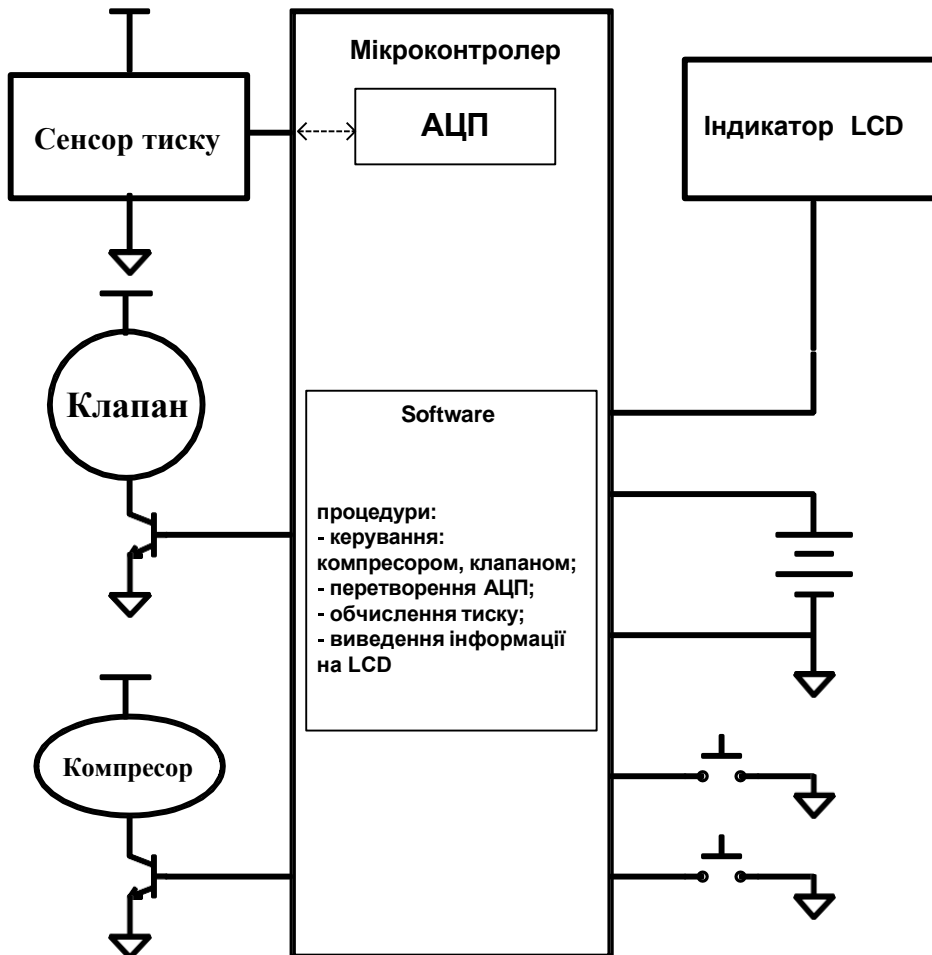 Мікроконтролер
АЦП
Сенсор тиску
Індикатор LCD
Клапан
Software
процедури:
- керування:
компресором, клапаном;
- перетворення АЦП;
- обчислення тиску;
- виведення інформації
на LCD
Компресор